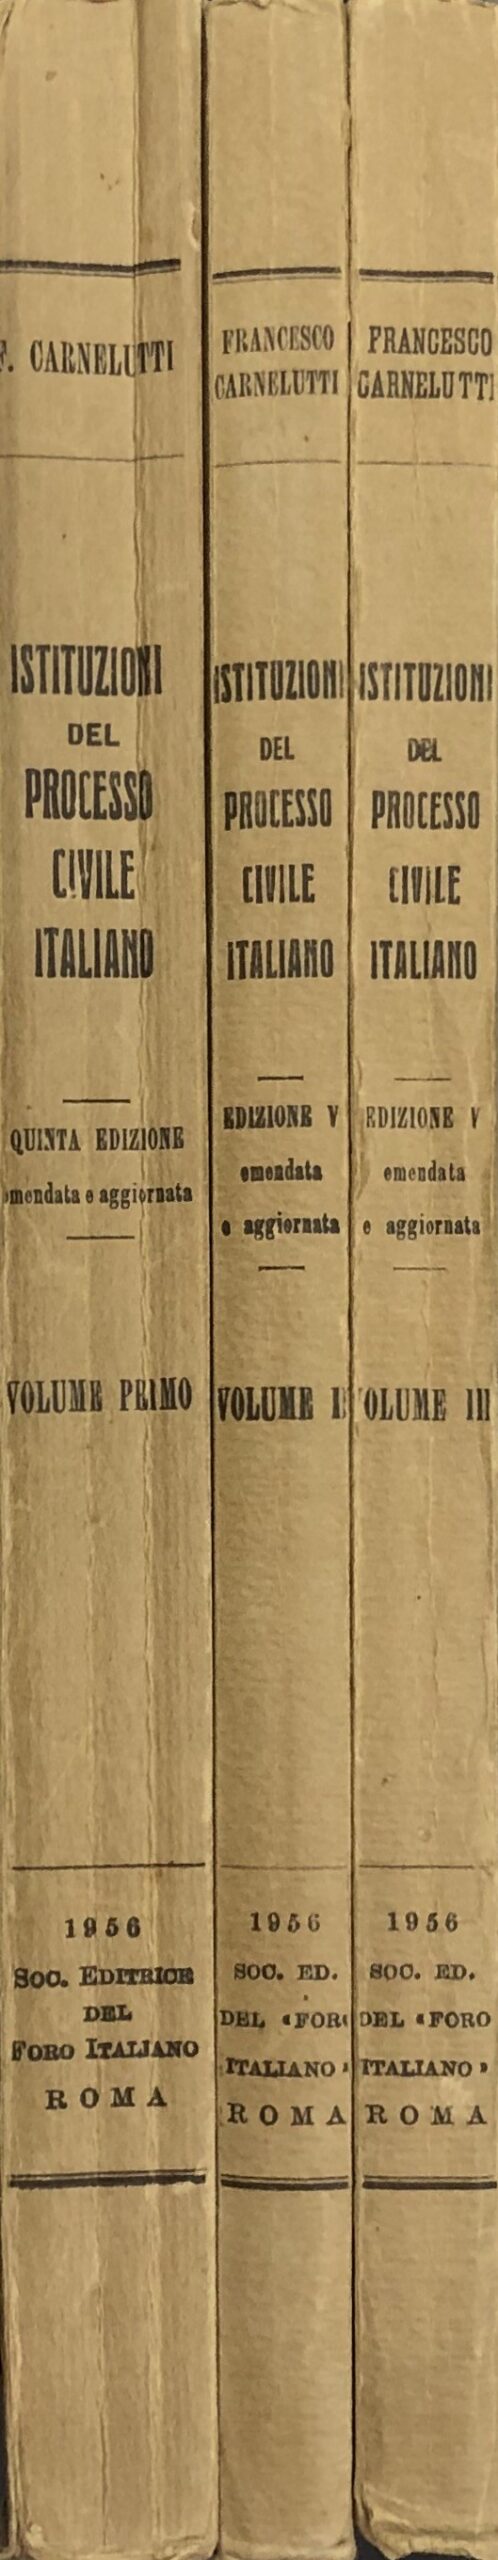 F. CARNELUTTI
ISTITUZIONI
DEL
PROCESSO
CIVILE
ITALIANO
QUINTA EDIZIONE
emendata e aggiornata
VOLUME PRIMO
1956
SOC. EDITRICE
DEL
FORO ITALIANO
ROMA
FRANCESCO
CARNELUTTI
ISTITUZIONI
DEL
PROCESSO
CIVILE
ITALIANO
EDIZIONE V
emendata
e aggiornata
VOLUME II
1956
SOC. ED.
DEL «FORO
ITALIANO»
ROMA
FRANCESCO
CARNELUTTI
ISTITUZIONI
DEL
PROCESSO
CIVILE
ITALIANO
EDIZIONE V
emendata
e aggiornata
VOLUME III
1956
SOC. ED.
DEL «FORO
ITALIANO»
ROMA